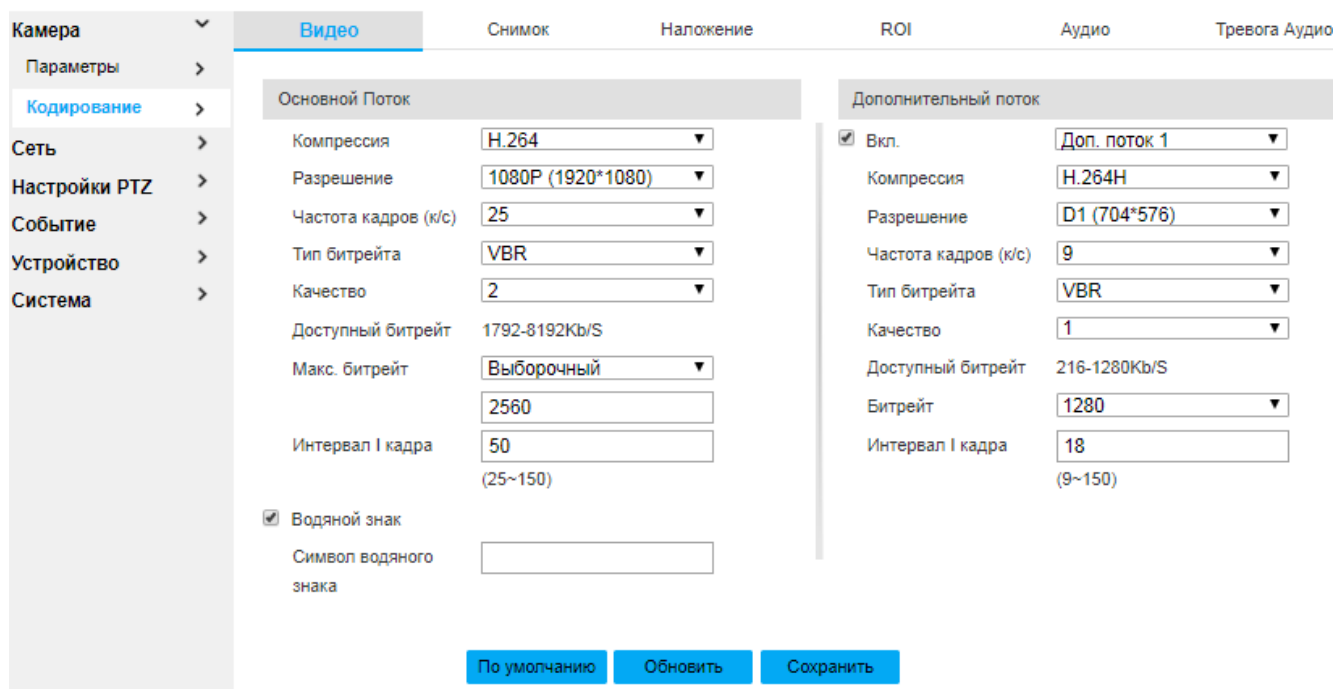 Камера
Параметры
Кодирование
Сеть
Настройки PTZ
Событие
Устройство
Система
Видео Снимок Наложение ROI Аудио Тревога Аудио
Основной Поток
Компрессия H.264
Разрешение 1080P (1920*1080)
Частота кадров (к/с) 25
Тип битрейта VBR
Качество 2
Доступный битрейт 1792-8192Kb/S
Макс. битрейт Выборочный
2560
Интервал I кадра 50
(25~150)
Водяной знак
Символ водяного
знака
Дополнительный поток
Вкл. Доп. поток 1
Компрессия H.264H
Разрешение D1 (704*576)
Частота кадров (к/с) 9
Тип битрейта VBR
Качество 1
Доступный битрейт 216-1280Kb/S
Битрейт 1280
Интервал I кадра 18
(9~150)
По умолчанию Обновить Сохранить